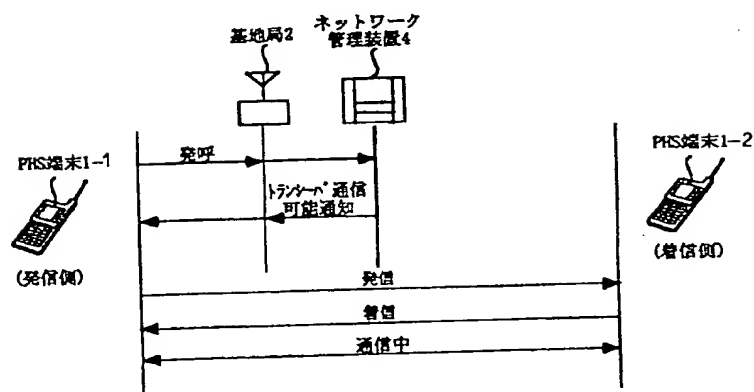 基地局2
ネットワーク
管理装置4
PHS端末1-1
PHS端末1-2
発呼
トランシーバ通信
可能通知
(発信側)
(着信側)
発信
着信
通信中